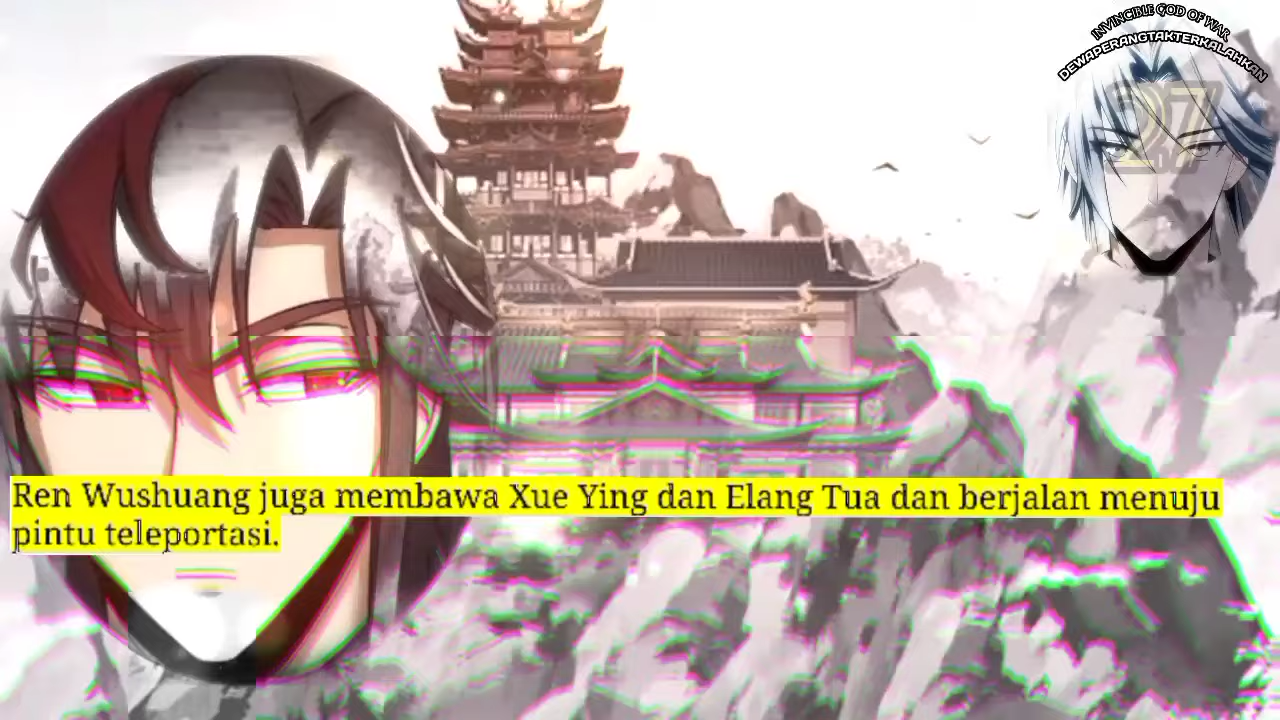 INVINCIBLE GOD OF WAR
DEWAPERANGTAKTERKALAHKAN
27
Ren Wushuang juga membawa Xue Ying dan Elang Tua dan berjalan menuju
pintu teleportasi.